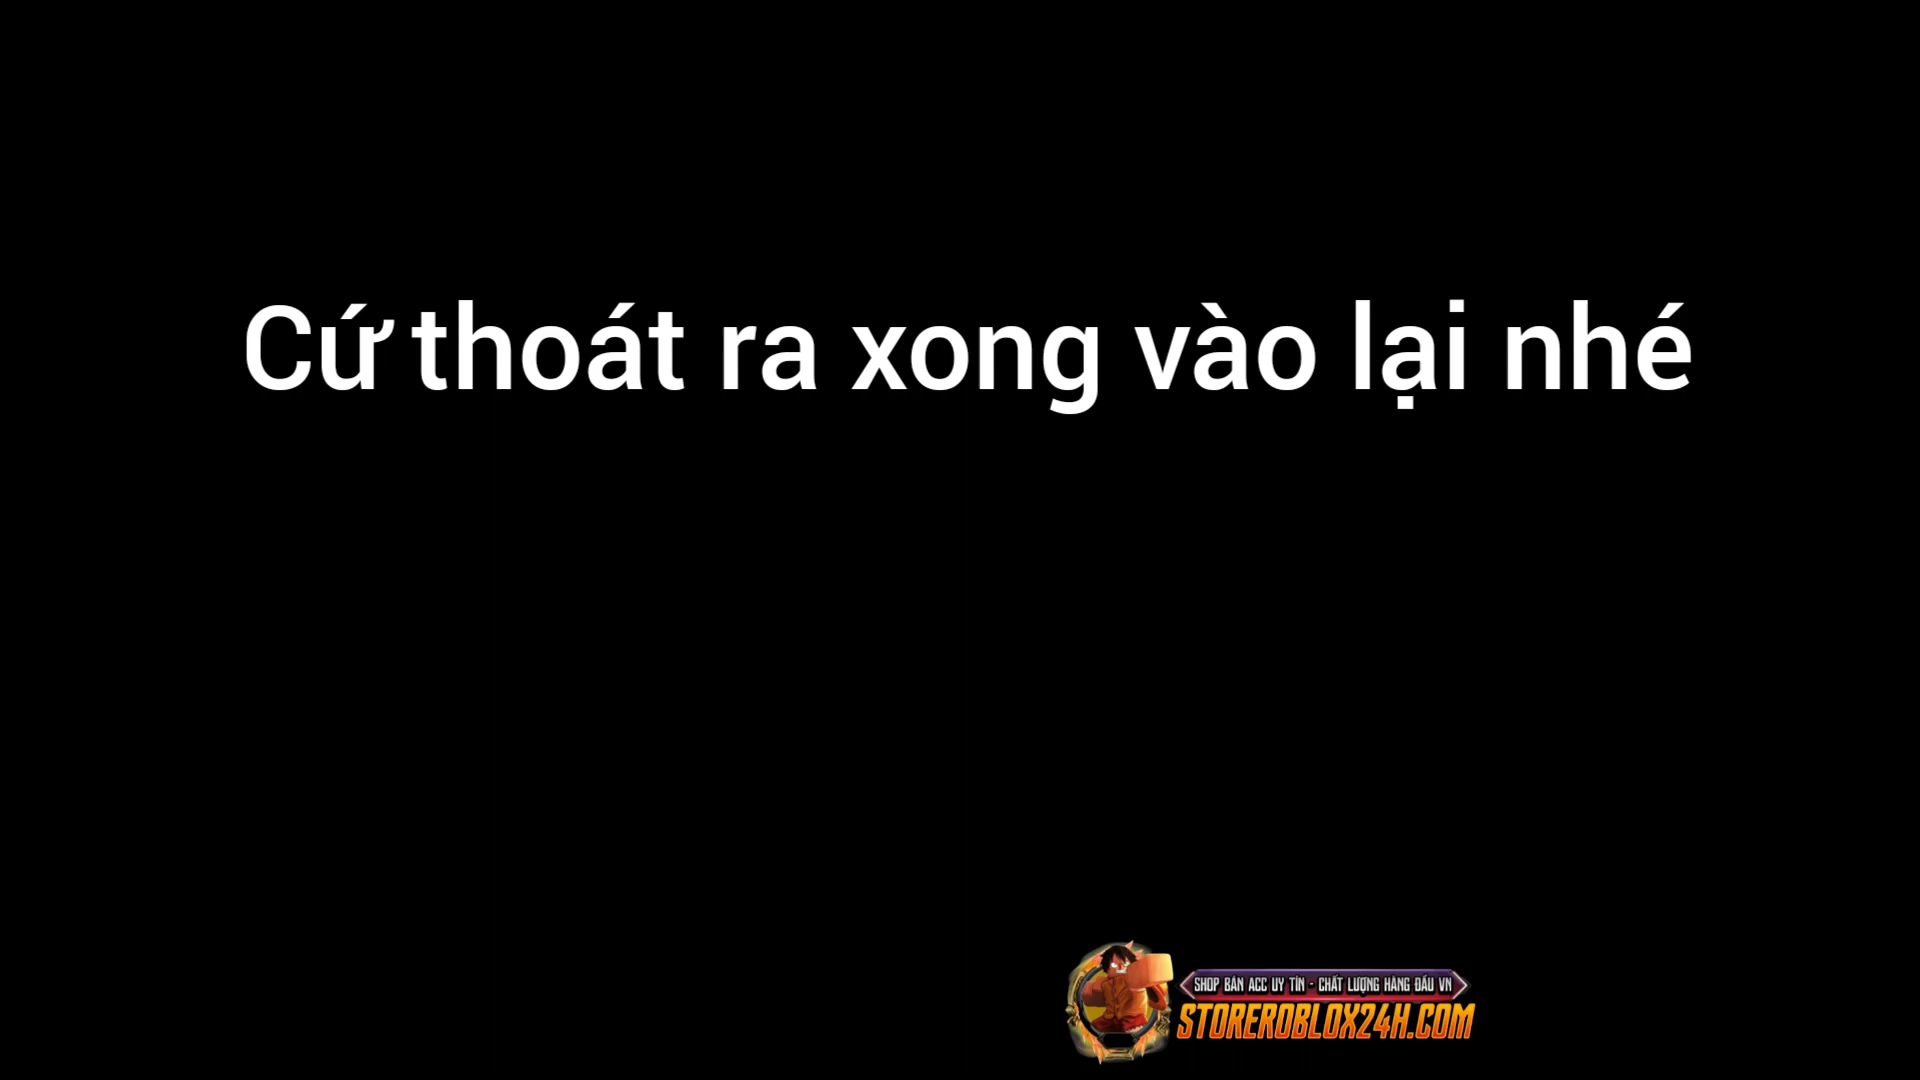 Cứ thoát ra xong vào lại nhé
SHOP BÁN ACC UY TÍN - CHẤT LƯỢNG HÀNG ĐẦU VN
STOREROBLOX24H.COM